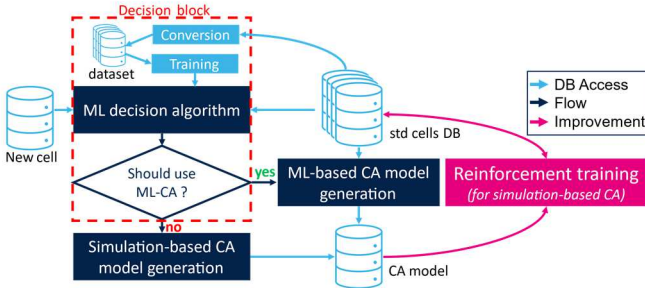 Decision block
Conversion
Training
dataset
ML decision algorithm
New cell
std cells DB
DB Access
Flow
Improvement
Should use
ML-CA ?
yes
no
ML-based CA model
generation
Reinforcement training
(for simulation-based CA)
Simulation-based CA
model generation
CA model